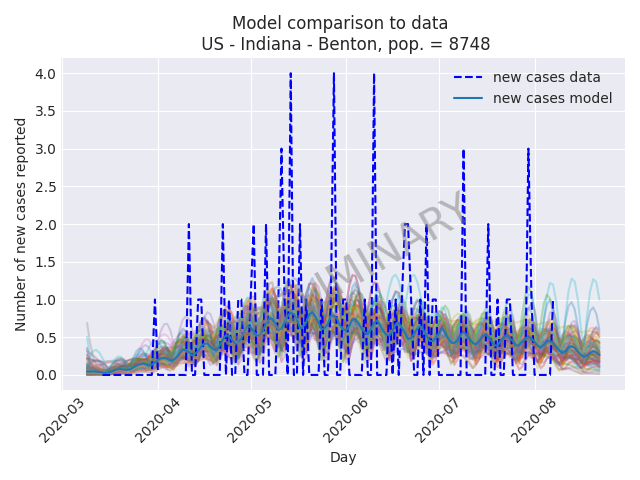 Model comparison to data
US - Indiana - Benton, pop. = 8748
Number of new cases reported
4.0
3.5
3.0
2.5
2.0
1.5
1.0
0.5
0.0
new cases data
new cases model
2020-03
2020-04
2020-05
2020-06
2020-07
2020-08
Day